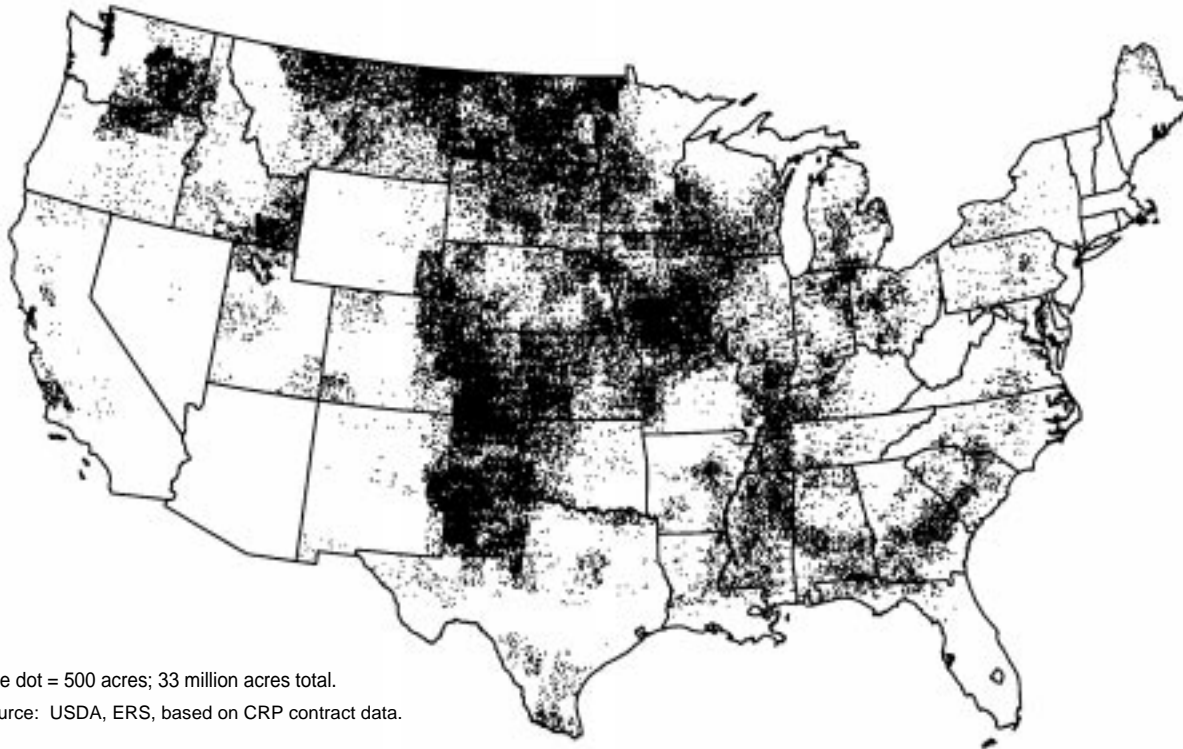 e dot = 500 acres; 33 million acres total.
urce: USDA, ERS, based on CRP contract data.